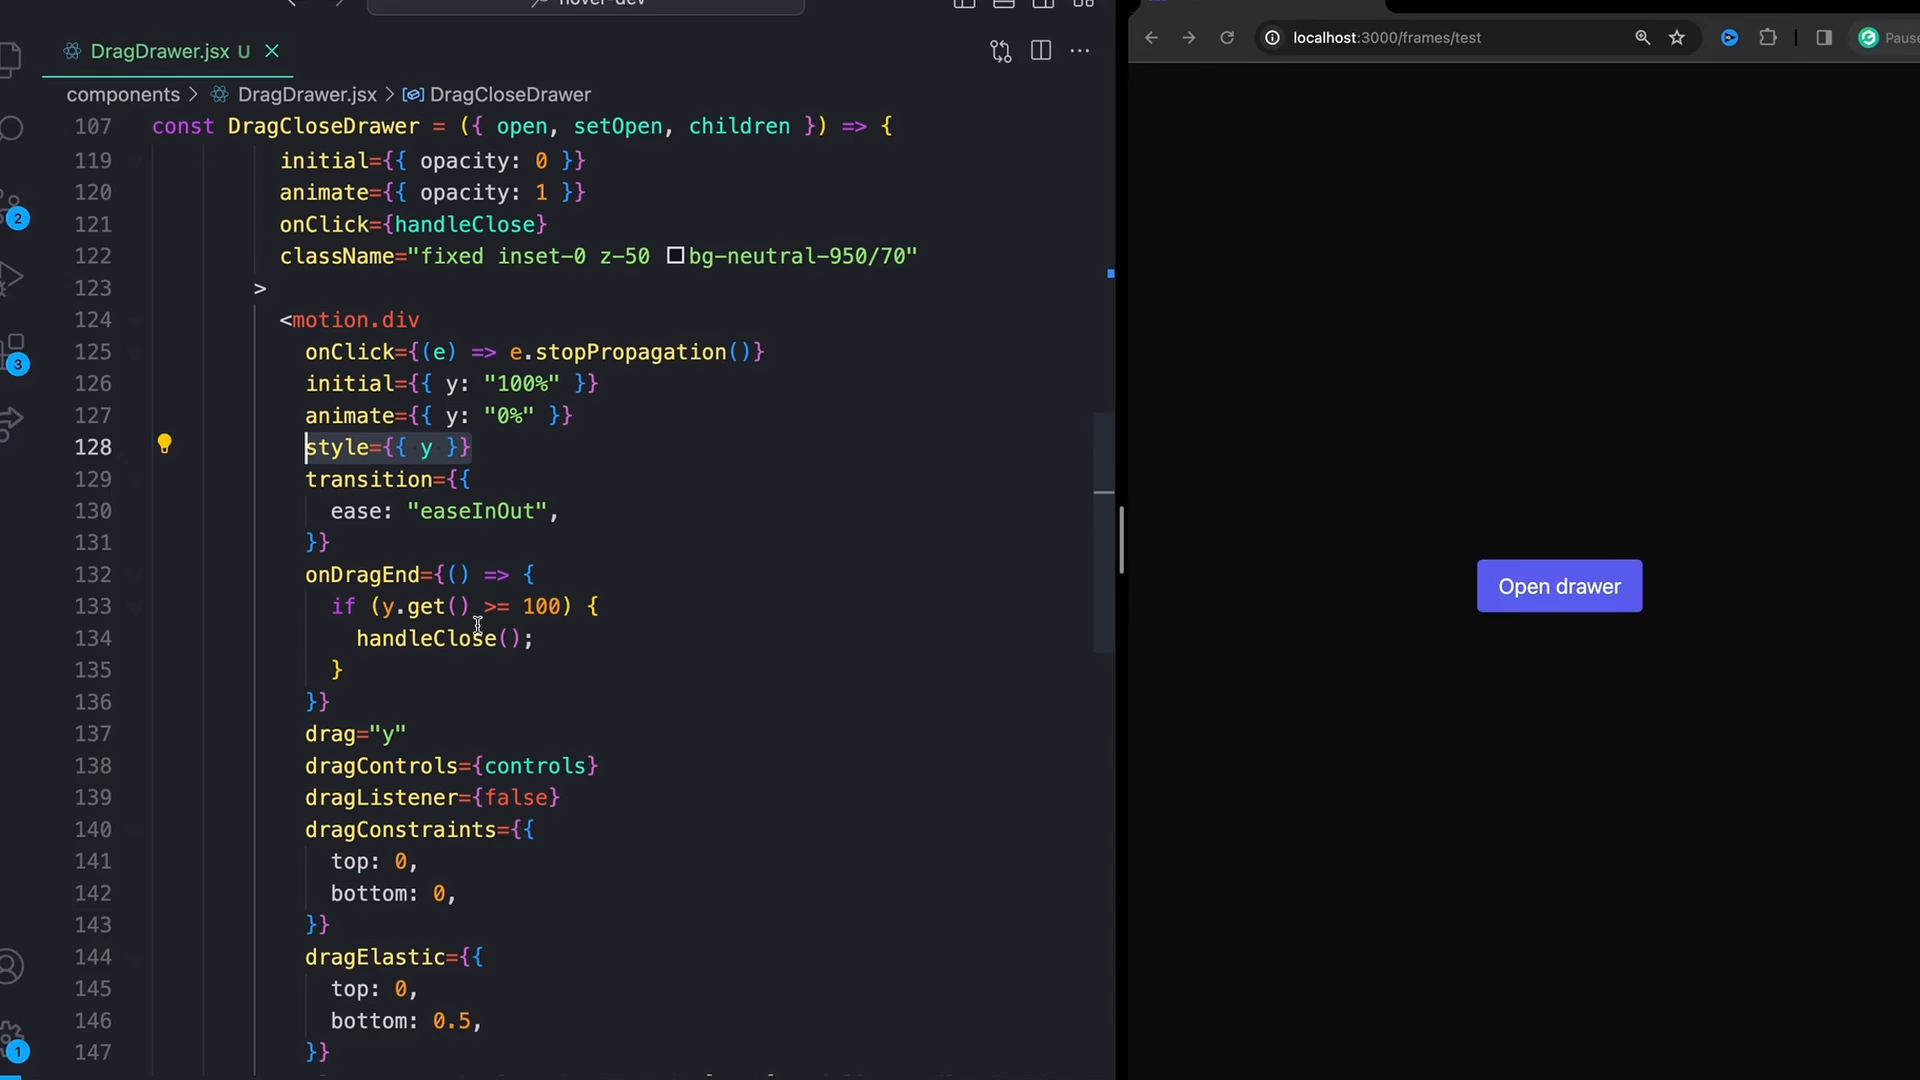 DragDrawer.jsx U
localhost:3000/frames/test
components > DragDrawer.jsx > DragCloseDrawer
107 const DragCloseDrawer = ({ open, setOpen, children }) => {
119 initial={{ opacity: 0 }}
120 animate={{ opacity: 1 }}
121 onClick={handleClose}
122 className="fixed inset-0 z-50 bg-neutral-950/70"
123 >
124 <motion.div
125 onClick={(e) => e.stopPropagation()}
126 initial={{ y: "100%" }}
127 animate={{ y: "0%" }}
128 style={{ y }}
129 transition={{
130 ease: "easeInOut",
131 }}
132 onDragEnd={() => {
133 if (y.get() >= 100) {
134 handleClose();
135 }
136 }}
137 drag="y"
138 dragControls={controls}
139 dragListener={false}
140 dragConstraints={{
141 top: 0,
142 bottom: 0,
143 }}
144 dragElastic={{
145 top: 0,
146 bottom: 0.5,
147 }}
2
3
1
Open drawer